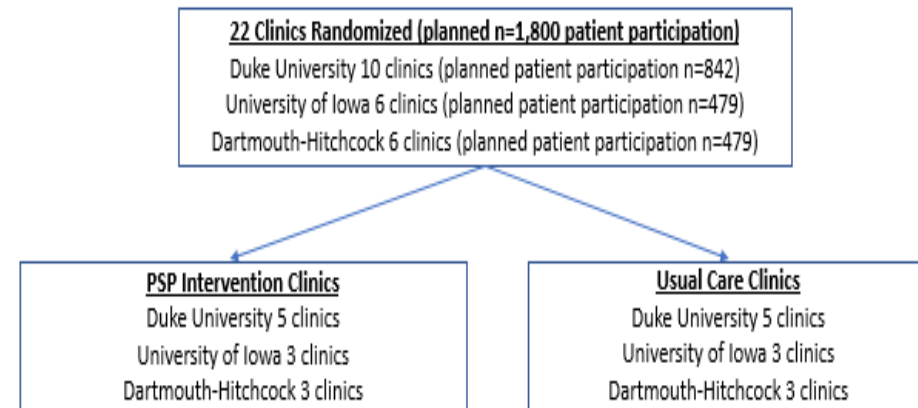 22 Clinics Randomized (planned n=1,800 patient participation)
Duke University 10 clinics (planned patient participation n=842)
University of Iowa 6 clinics (planned patient participation n=479)
Dartmouth-Hitchcock 6 clinics (planned patient participation n=479)
PSP Intervention Clinics
Duke University 5 clinics
University of Iowa 3 clinics
Dartmouth-Hitchcock 3 clinics
Usual Care Clinics
Duke University 5 clinics
University of Iowa 3 clinics
Dartmouth-Hitchcock 3 clinics